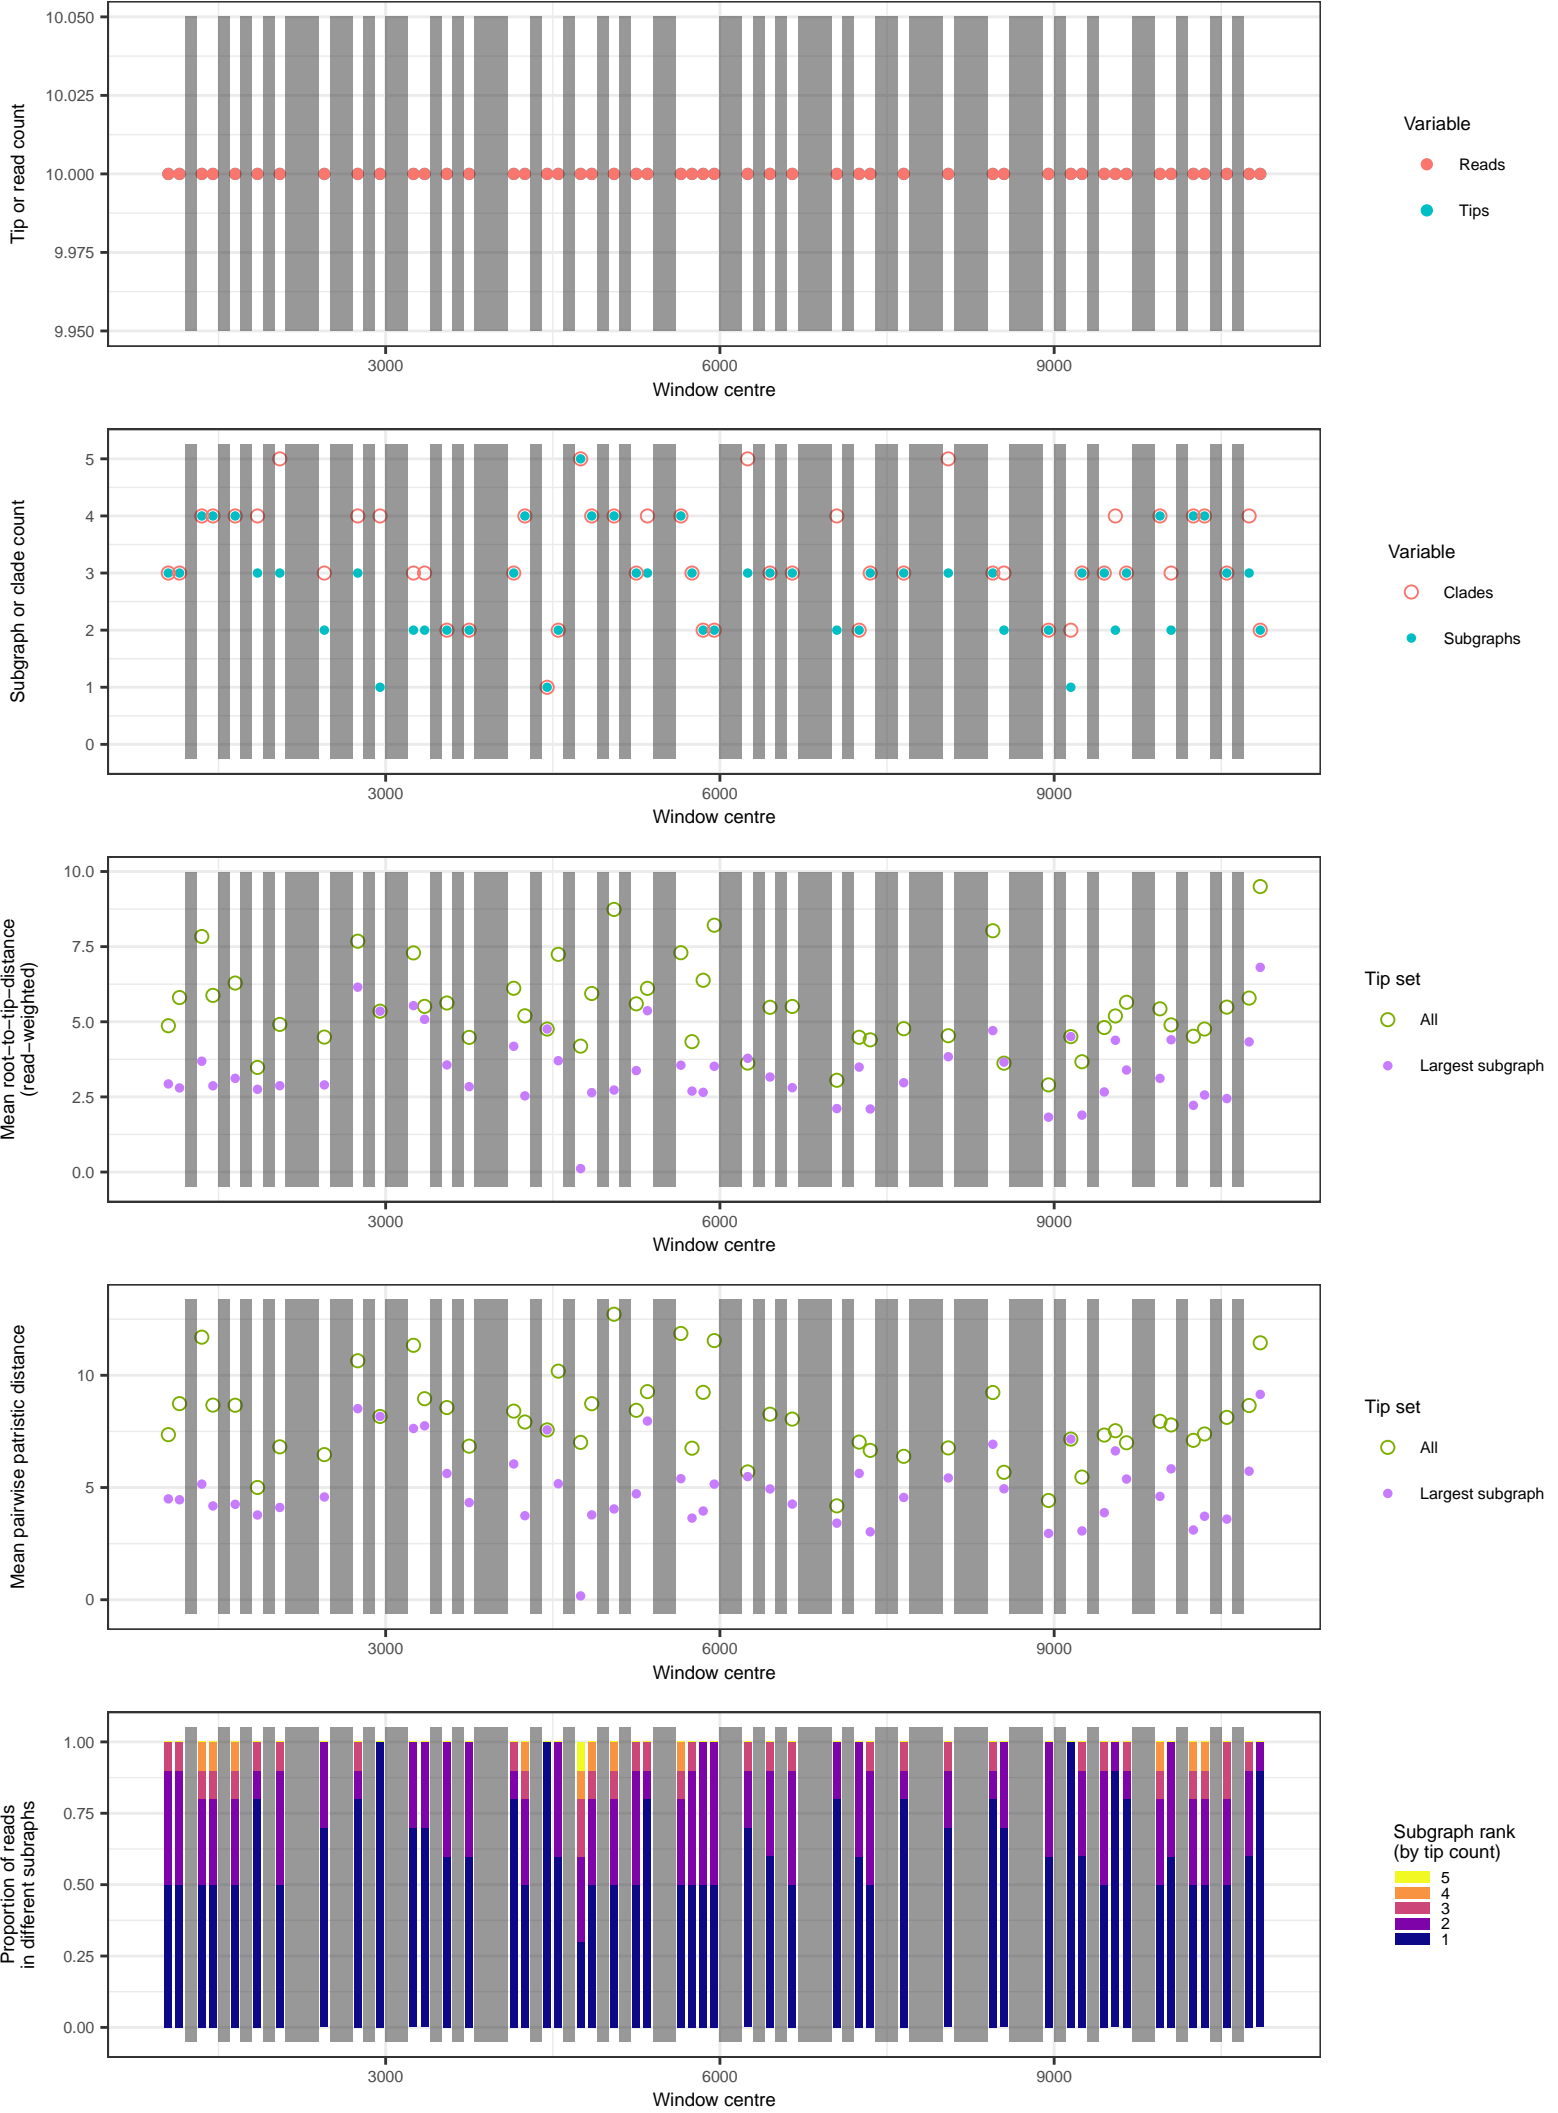 10.050
10.025
10.000
9.975
9.950
Tip or read count
3000 6000 9000
Window centre
Variable
Reads
Tips
5
4
3
2
1
0
Subgraph or clade count
3000 6000 9000
Window centre
Variable
Clades
Subgraphs
10.0
7.5
5.0
2.5
0.0
Mean root−to−tip−distance
(read−weighted)
3000 6000 9000
Window centre
Tip set
All
Largest subgraph
10
5
0
Mean pairwise patristic distance
3000 6000 9000
Window centre
Tip set
All
Largest subgraph
1.00
0.75
0.50
0.25
0.00
Proportion of reads
in different subraphs
3000 6000 9000
Window centre
Subgraph rank
(by tip count)
5
4
3
2
1